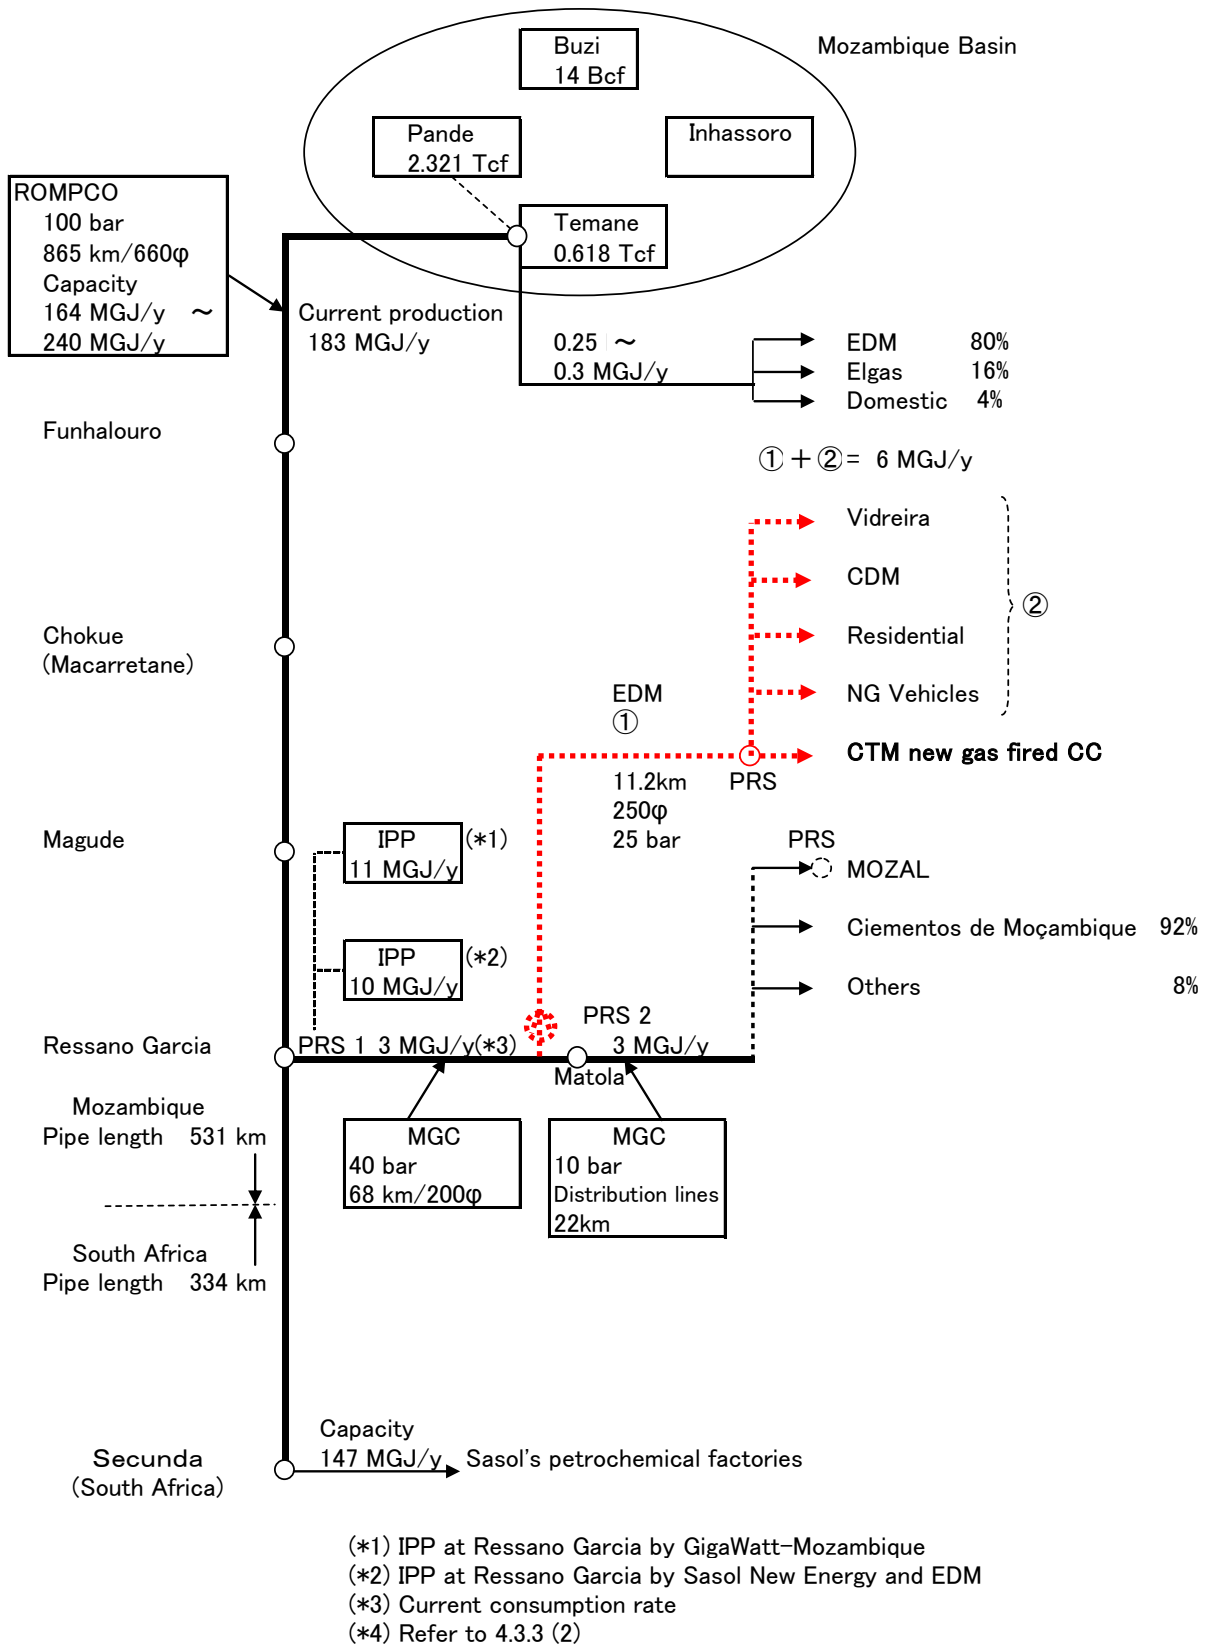 Buzi
14 Bcf
Mozambique Basin
Pande
2.321 Tcf
Inhassoro
ROMPCO
100 bar
865 km/660φ
Capacity
164 MGJ/y ～
240 MGJ/y
Temane
0.618 Tcf
Current production
183 MGJ/y
0.25 ～
0.3 MGJ/y
EDM 80%
Elgas 16%
Domestic 4%
Funhalouro
①＋②= 6 MGJ/y
Vidreira
CDM
Residential
NG Vehicles
②
Chokue
(Macarretane)
EDM
①
CTM new gas fired CC
11.2km
250φ
25 bar
PRS
Magude
IPP
11 MGJ/y
(*1)
PRS
MOZAL
Ciementos de Moçambique 92%
IPP
10 MGJ/y
(*2)
Others 8%
Ressano Garcia
PRS 1 3 MGJ/y(*3)
PRS 2
3 MGJ/y
Matola
Mozambique
Pipe length 531 km
MGC
40 bar
68 km/200φ
MGC
10 bar
Distribution lines
22km
South Africa
Pipe length 334 km
Capacity
147 MGJ/y
Sasol's petrochemical factories
Secunda
(South Africa)
(*1) IPP at Ressano Garcia by GigaWatt-Mozambique
(*2) IPP at Ressano Garcia by Sasol New Energy and EDM
(*3) Current consumption rate
(*4) Refer to 4.3.3 (2)